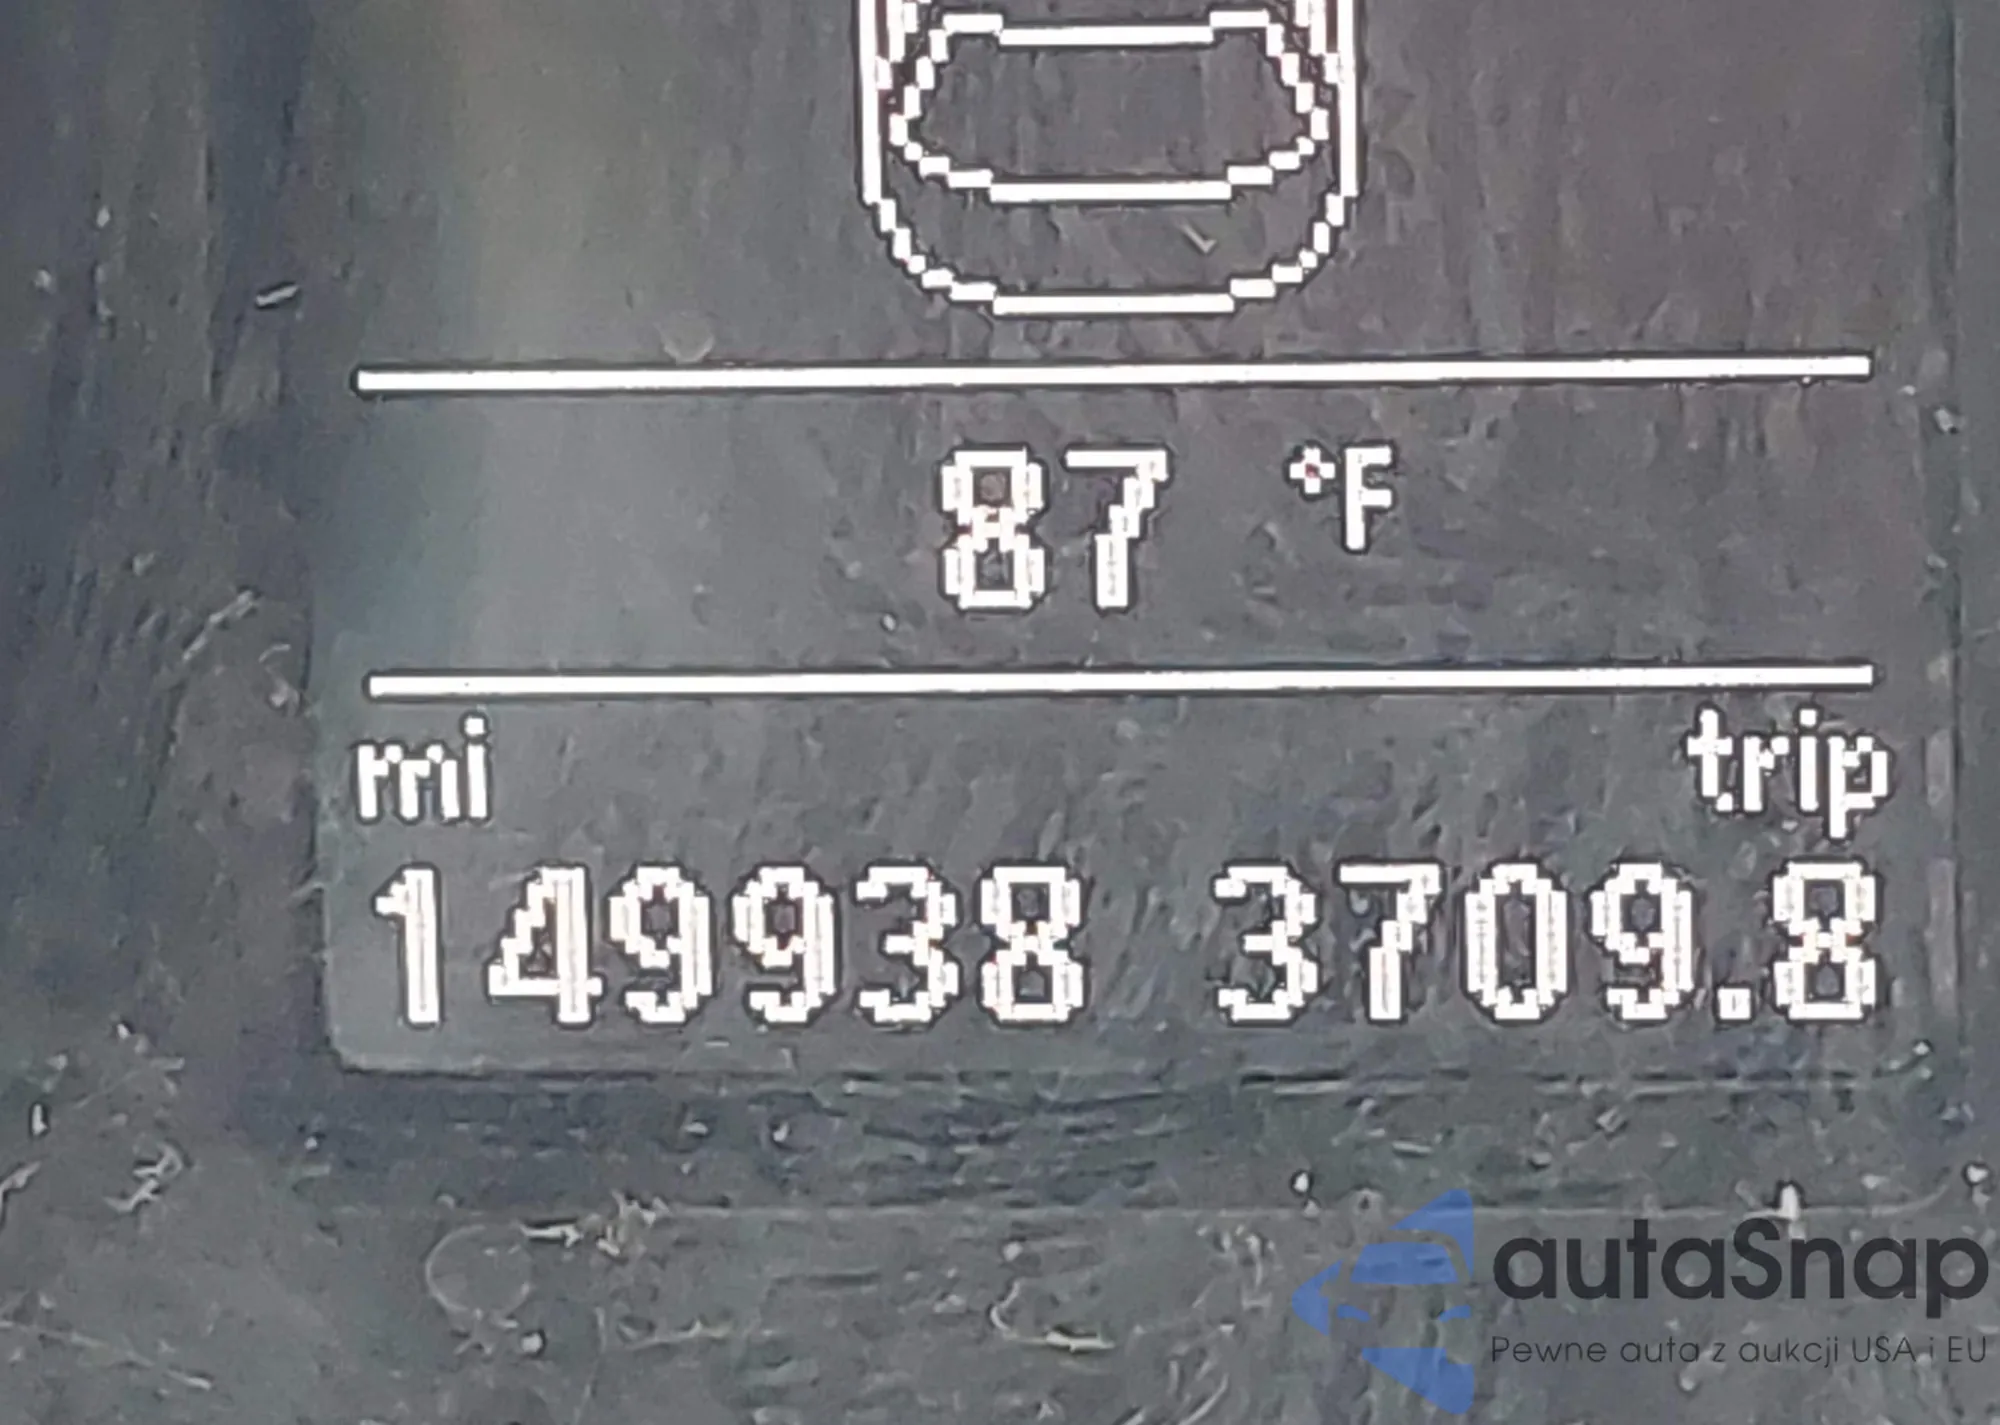 87 °F
mi trip
149938 3709.8
autaSnap
Pewne auta z aukcji USA i EU